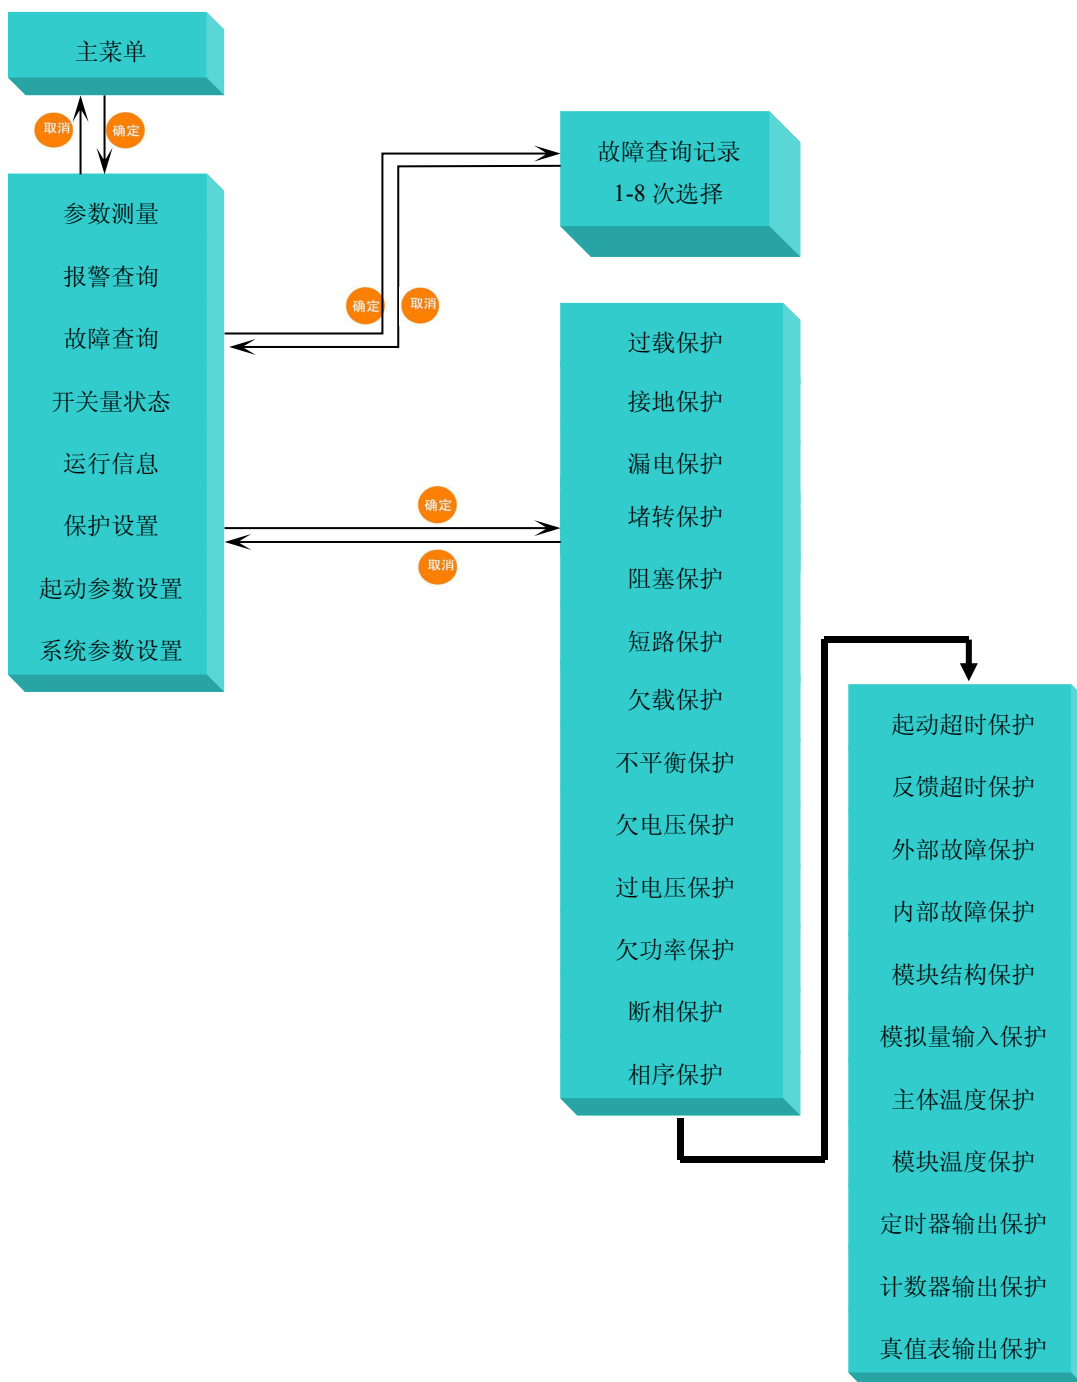 主菜单
取消
确定
参数测量
报警查询
故障查询
开关量状态
运行信息
保护设置
起动参数设置
系统参数设置
确定
取消
故障查询记录
1-8 次选择
确定
取消
过载保护
接地保护
漏电保护
堵转保护
阻塞保护
短路保护
欠载保护
不平衡保护
欠电压保护
过电压保护
欠功率保护
断相保护
相序保护
起动超时保护
反馈超时保护
外部故障保护
内部故障保护
模块结构保护
模拟量输入保护
主体温度保护
模块温度保护
定时器输出保护
计数器输出保护
真值表输出保护